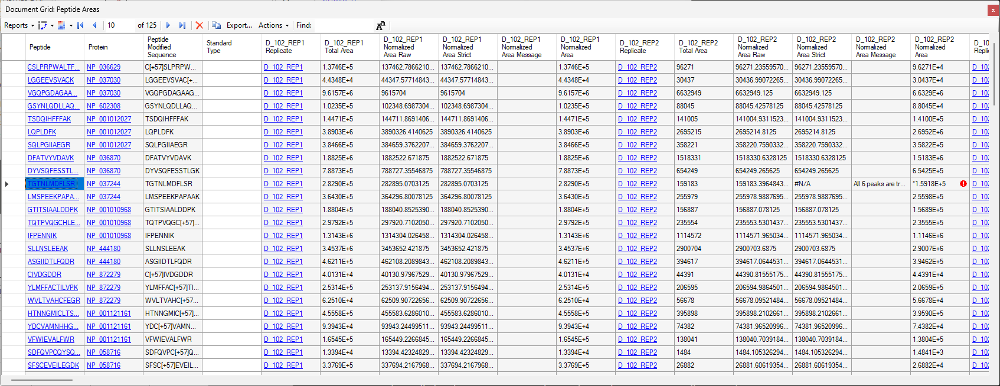 Document Grid: Peptide Areas
Reports 10 of 125 Export... Actions Find:
Peptide Protein Peptide Modified Sequence Standard Type D_102_REP1 Replicate D_102_REP1 Total Area D_102_REP1 Normalized Area Raw D_102_REP1 Normalized Area Strict D_102_REP1 Normalized Area Message D_102_REP1 Normalized Area D_102_REP2 Replicate D_102_REP2 Total Area D_102_REP2 Normalized Area Raw D_102_REP2 Normalized Area Strict D_102_REP2 Normalized Area Message D_102_REP2 Normalized Area
CSLPRPWALTF... NP_036629 C[+57]SLPRPW... D_102_REP1 1.3746E+5 137462.7866210... 137462.7866210... 1.3746E+5 D_102_REP2 96271 96271.23559570... 96271.23559570... 9.6271E+4 D_102
LGGEEVSVACK NP_037030 LGGEEVSVAC[+... D_102_REP1 4.4348E+4 44347.57714843... 44347.57714843... 4.4348E+4 D_102_REP2 30437 30436.99072265... 30436.99072265... 3.0437E+4 D_102
VGQPGDAGAA... NP_037030 VGQPGDAGAAG... D_102_REP1 9.6157E+6 9615704 9615704 9.6157E+6 D_102_REP2 6632949 6632949.125 6632949.125 6.6329E+6 D_102
GSYNLQDLLAQ... NP_602308 GSYNLQDLLAQ... D_102_REP1 1.0235E+5 102348.6987304... 102348.6987304... 1.0235E+5 D_102_REP2 88045 88045.42578125 88045.42578125 8.8045E+4 D_102
TSDQIHFFFAK NP_001012027 TSDQIHFFFAK D_102_REP1 1.4471E+5 144711.8691406... 144711.8691406... 1.4471E+5 D_102_REP2 141005 141004.9311523... 141004.9311523... 1.4100E+5 D_102
LQPLDFK NP_001012027 LQPLDFK D_102_REP1 3.8903E+6 3890326.4140625 3890326.4140625 3.8903E+6 D_102_REP2 2695215 2695214.8125 2695214.8125 2.6952E+6 D_102
SQLPGIIAEGR NP_001012027 SQLPGIIAEGR D_102_REP1 3.8466E+5 384659.3762207... 384659.3762207... 3.8466E+5 D_102_REP2 358221 358220.7590332... 358220.7590332... 3.5822E+5 D_102
DFATVYVDAVK NP_036870 DFATVYVDAVK D_102_REP1 1.8825E+6 1882522.671875 1882522.671875 1.8825E+6 D_102_REP2 1518331 1518330.6328125 1518330.6328125 1.5183E+6 D_102
DYVSQFESSTL... NP_036870 DYVSQFESSTLGK D_102_REP1 7.8873E+5 788727.35546875 788727.35546875 7.8873E+5 D_102_REP2 654249 654249.265625 654249.265625 6.5425E+5 D_102
TGTNLMDFLSR NP_037244 TGTNLMDFLSR D_102_REP1 2.8290E+5 282895.0703125 282895.0703125 2.8290E+5 D_102_REP2 159183 159183.3964843... #N/A All 6 peaks are tr... *1.5918E+5 D_102
LMSPEEKPAPA... NP_037244 LMSPEEKPAPAAK D_102_REP1 3.6430E+5 364296.80078125 364296.80078125 3.6430E+5 D_102_REP2 255979 255978.9887695... 255978.9887695... 2.5598E+5 D_102
GTITSIAALDDPK NP_001010968 GTITSIAALDDPK D_102_REP1 1.8804E+5 188040.8525390... 188040.8525390... 1.8804E+5 D_102_REP2 156887 156887.078125 156887.078125 1.5689E+5 D_102
TQTPVQGCHLE... NP_001010968 TQTPVQGC[+57]... D_102_REP1 2.9792E+5 297920.7102050... 297920.7102050... 2.9792E+5 D_102_REP2 235554 235553.5301437... 235553.5301437... 2.3555E+5 D_102
IFPENNIK NP_001010968 IFPENNIK D_102_REP1 1.3143E+6 1314304.026458... 1314304.026458... 1.3143E+6 D_102_REP2 1114572 1114571.965034... 1114571.965034... 1.1146E+6 D_102
SLLNSLEEAK NP_444180 SLLNSLEEAK D_102_REP1 3.4537E+6 3453652.421875 3453652.421875 3.4537E+6 D_102_REP2 2900704 2900703.6875 2900703.6875 2.9007E+6 D_102
ASGIIDTLFQDR NP_444180 ASGIIDTLFQDR D_102_REP1 4.6211E+5 462108.2089843... 462108.2089843... 4.6211E+5 D_102_REP2 394617 394617.0644531... 394617.0644531... 3.9462E+5 D_102
CIVDGDDR NP_872279 C[+57]IVDGDDR D_102_REP1 4.0131E+4 40130.97967529... 40130.97967529... 4.0131E+4 D_102_REP2 44391 44390.81555175... 44390.81555175... 4.4391E+4 D_102
YLMFFACTILVPK NP_872279 YLMFFAC[+57]TI... D_102_REP1 2.5314E+5 253137.9156494... 253137.9156494... 2.5314E+5 D_102_REP2 206595 206594.9864501... 206594.9864501... 2.0659E+5 D_102
WVLTVAHCFEGR NP_872279 WVLTVAHC[+57... D_102_REP1 6.2510E+4 62509.90722656... 62509.90722656... 6.2510E+4 D_102_REP2 56678 56678.09521484... 56678.09521484... 5.6678E+4 D_102
HTNNGMICLTS... NP_001121161 HTNNGMIC[+57]... D_102_REP1 4.5558E+5 455583.6286010... 455583.6286010... 4.5558E+5 D_102_REP2 395898 395898.2102661... 395898.2102661... 3.9590E+5 D_102
YDCVAMNHHG... NP_001121161 YDC[+57]VAMN... D_102_REP1 9.3943E+4 93943.24499511... 93943.24499511... 9.3943E+4 D_102_REP2 74382 74381.96520996... 74381.96520996... 7.4382E+4 D_102
VFWIEVALFWR NP_001121161 VFWIEVALFWR D_102_REP1 1.6545E+5 165449.2266845... 165449.2266845... 1.6545E+5 D_102_REP2 138041 138040.7039184... 138040.7039184... 1.3804E+5 D_102
SDFQVPCQYSQ... NP_058716 SDFQVPC[+57]Q... D_102_REP1 1.3394E+4 13394.42324829... 13394.42324829... 1.3394E+4 D_102_REP2 1484 1484.105326294... 1484.105326294... 1.4841E+3 D_102
SFSCEVEILEGDK NP_058716 SFSC[+57]EVEIL... D_102_REP1 3.3769E+5 337694.2167968... 337694.2167968... 3.3769E+5 D_102_REP2 26882 26881.60619354... 26881.60619354... 2.6882E+4 D_102